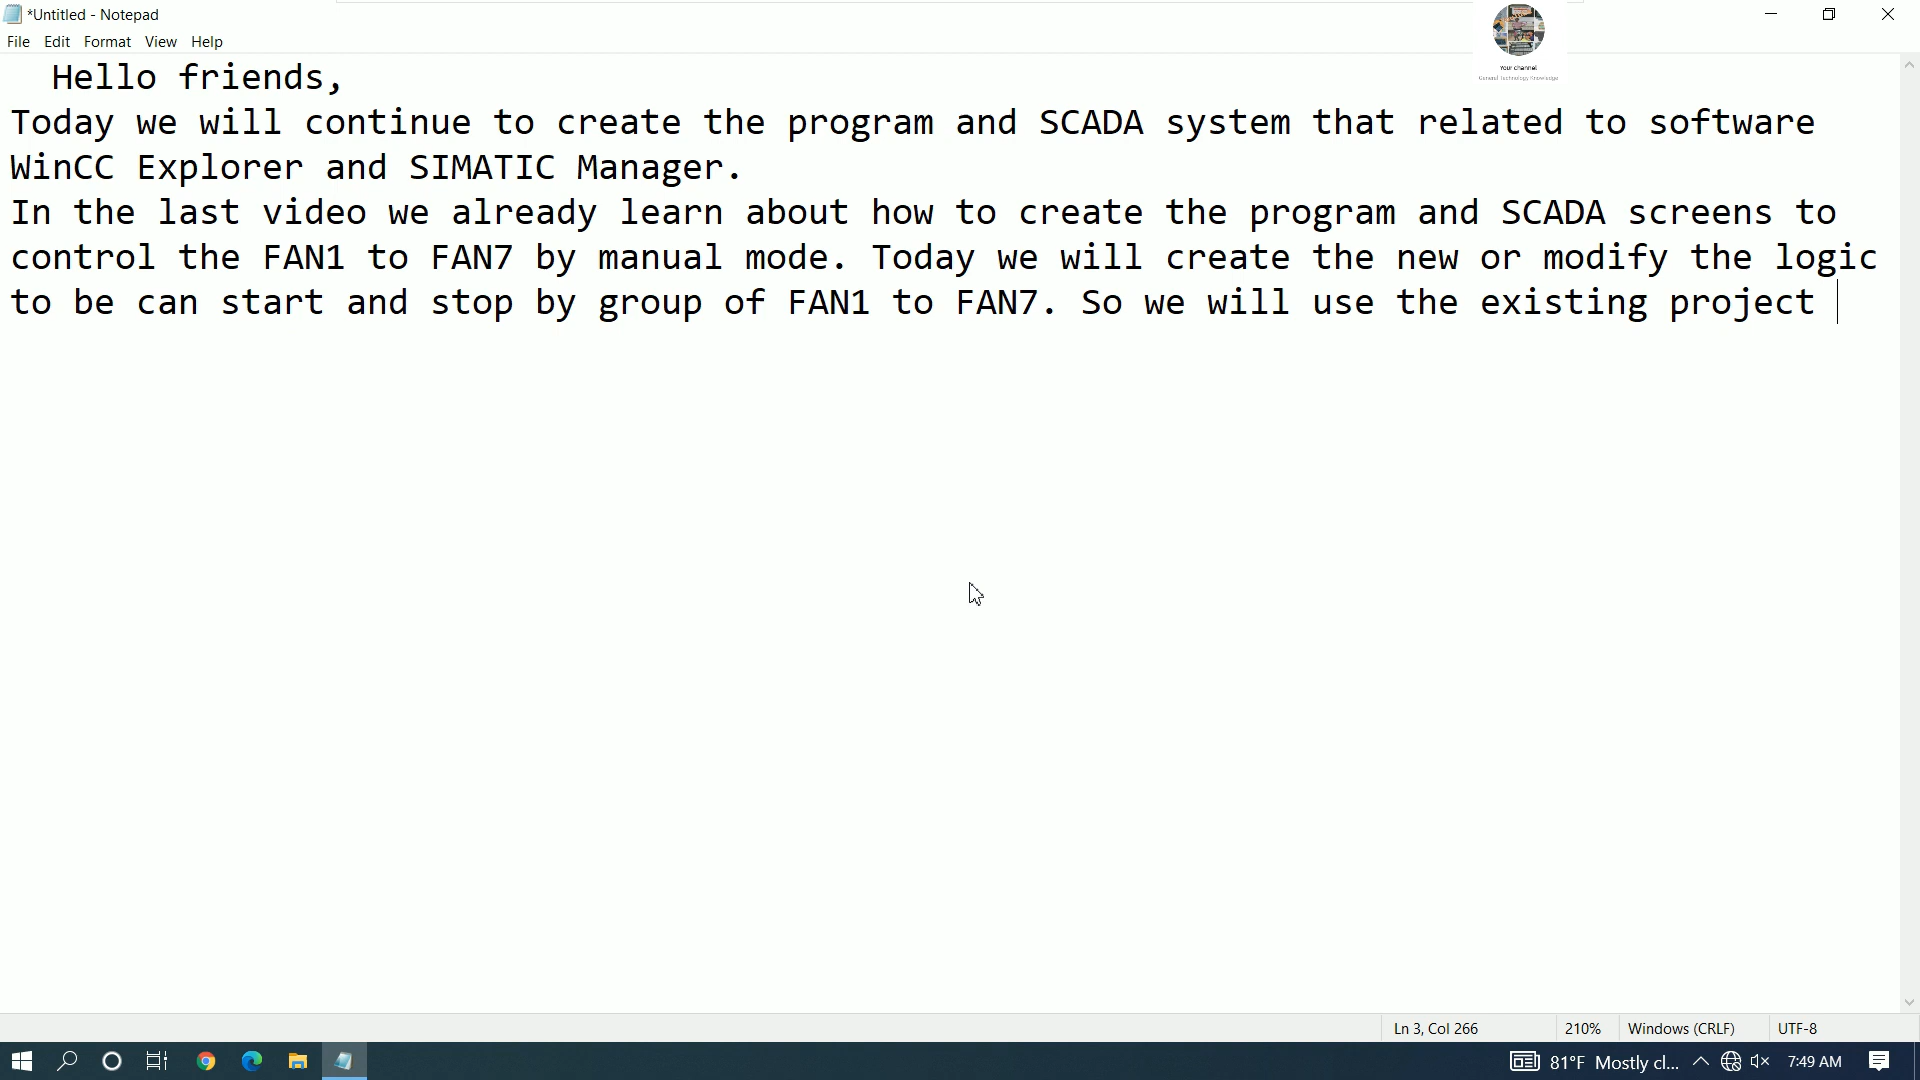 *Untitled - Notepad
File Edit Format View Help
Your channel
General Technology Knowledge
Hello friends,
Today we will continue to create the program and SCADA system that related to software
WinCC Explorer and SIMATIC Manager.
In the last video we already learn about how to create the program and SCADA screens to
control the FAN1 to FAN7 by manual mode. Today we will create the new or modify the logic
to be can start and stop by group of FAN1 to FAN7. So we will use the existing project
Ln 3, Col 266 210% Windows (CRLF) UTF-8
81°F Mostly cl... 7:49 AM